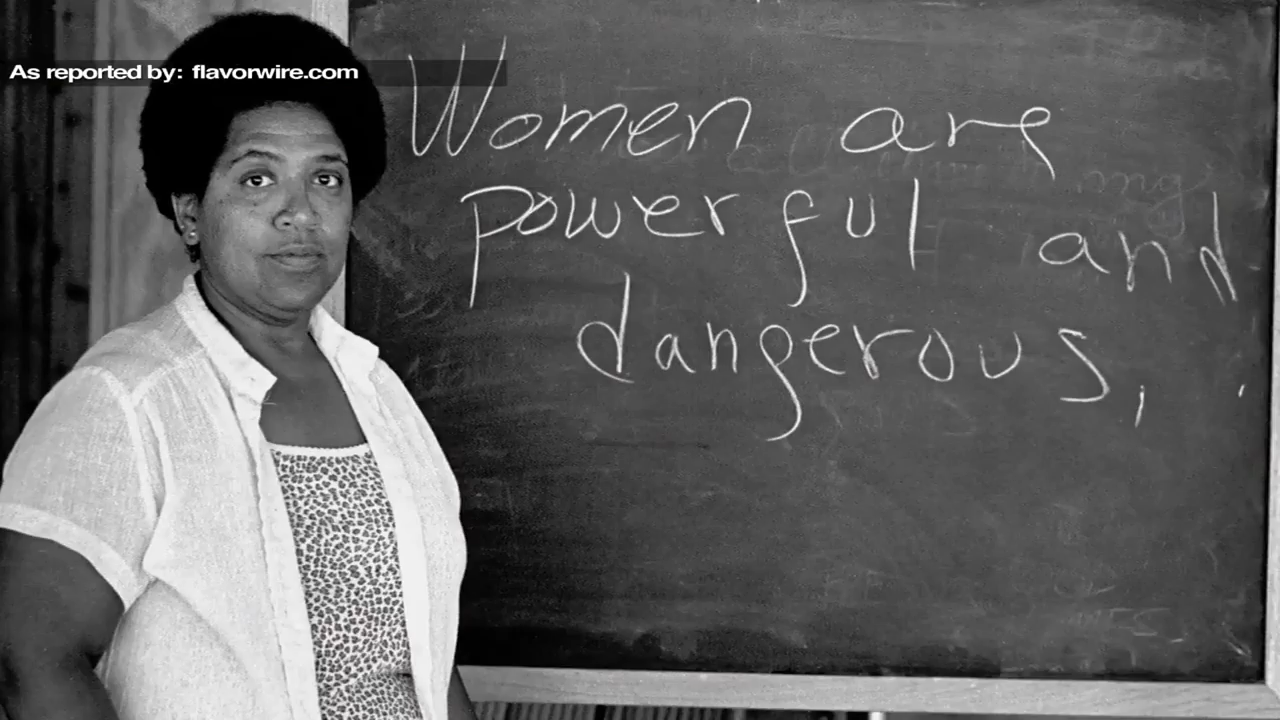 As reported by: flavorwire.com
Women are
powerful and
dangerous,